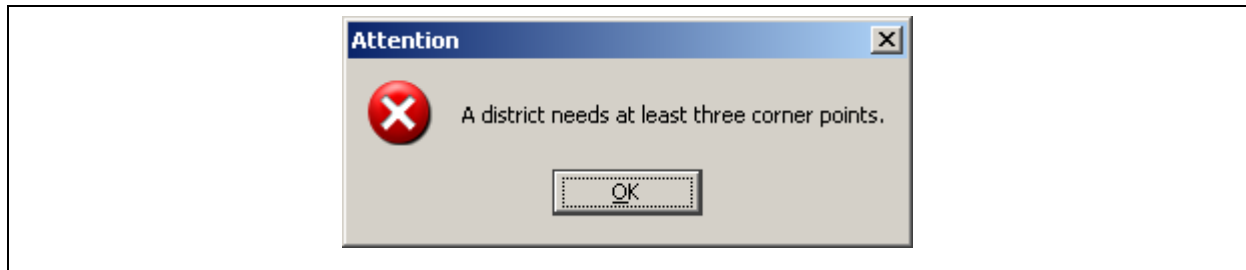 Attention
A district needs at least three corner points.
OK